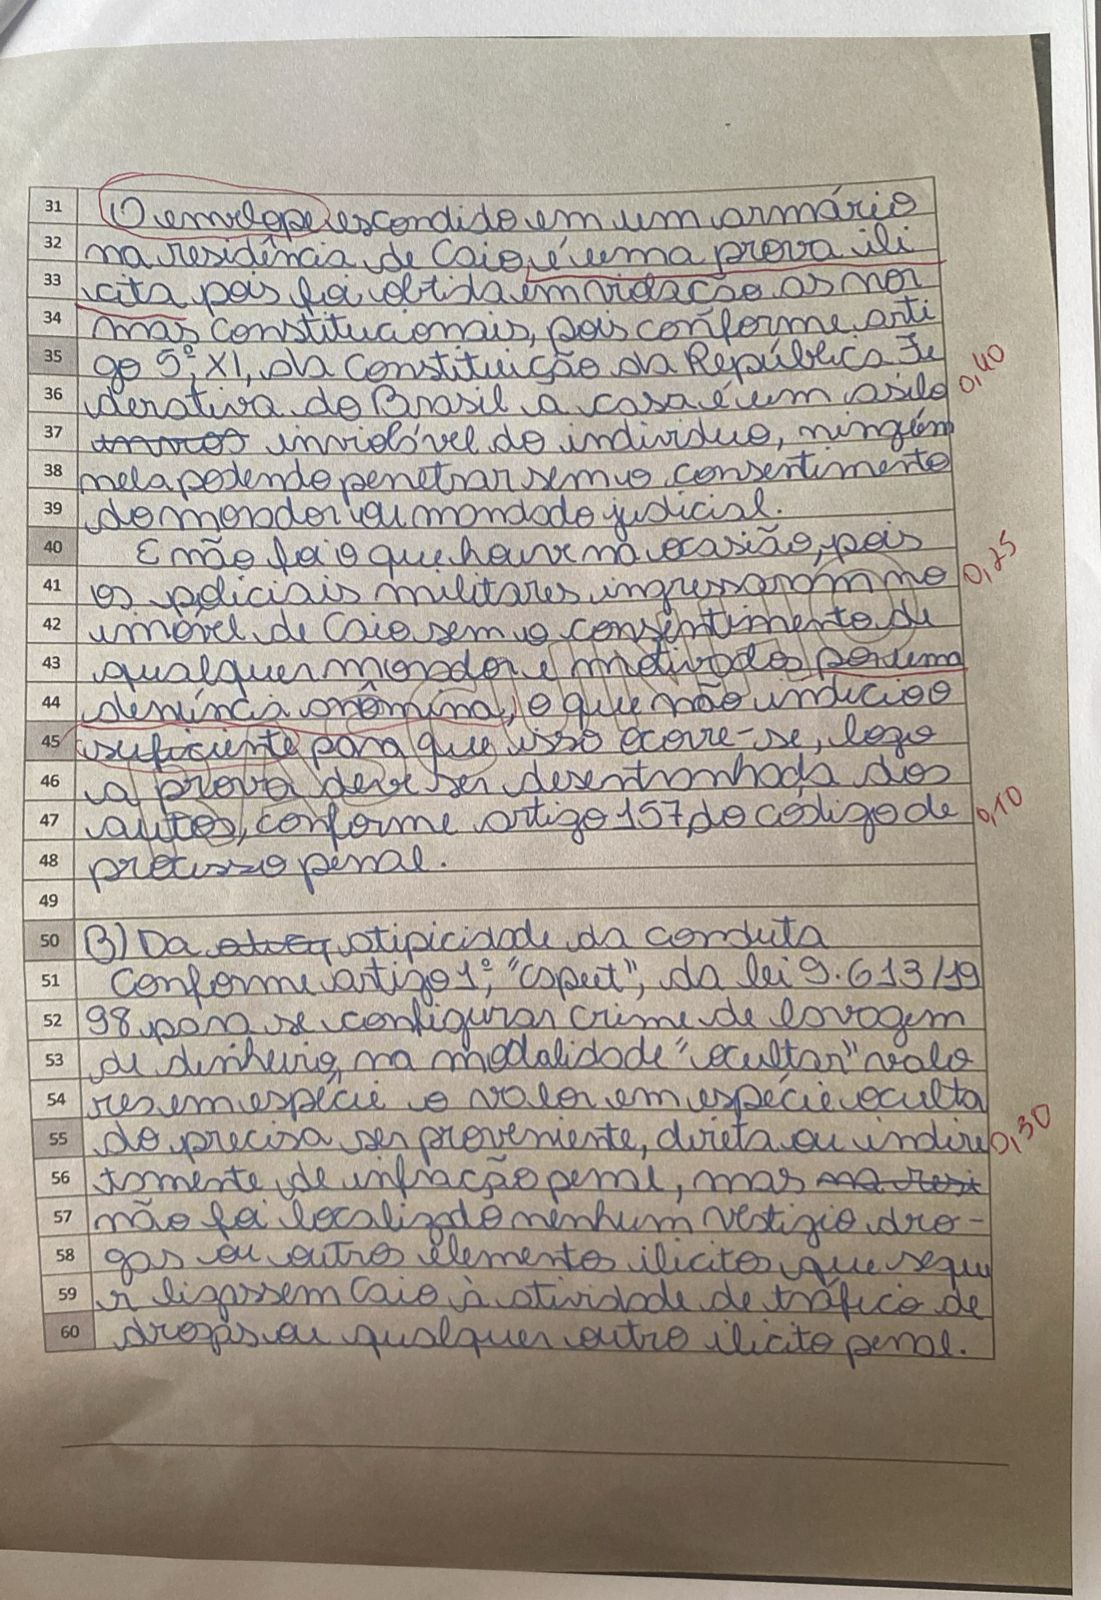 31 O envelope escondido em um armário
32 na residência de Caio, é uma prova ili
33 cita pois foi obtida em violação as nor
34 mas constitucionais, pois conforme arti
35 go 5º, XI, da Constituição da República Fe
36 derativa do Brasil a casa é um asilo 0,40
37 inviolável do individuo, ninguém
38 nela podendo penetrar sem o consentimento
39 do morador ou mandado judicial.
40 E não foi o que houve na ocasião, pois
41 os policiais militares ingressaram no 0,25
42 imóvel de Caio sem o consentimento de
43 qualquer morador e motivados por uma
44 denúncia anônima, o que não indicio
45 suficiente para que isso ocorre-se, logo
46 a prova deve ser desentranhada dos
47 autos, conforme artigo 157, do código de 0,10
48 processo penal.
49
50 B) Da atipicidade da conduta
51 Conforme artigo 1º, "caput", da lei 9.613/19
52 98 para se configurar crime de lavagem
53 de dinheiro, na modalidade "ocultar" valo
54 res em espécie o valor em espécie oculta
55 do precisa ser proveniente, direta ou indire 0,30
56 tamente de infração penal, mas
57 não foi localizado nenhum vestígio dro-
58 gas ou outros elementos ilicitos que sequ
59 r ligassem Caio à atividade de tráfico de
60 drogas ou qualquer outro ilicito penal.